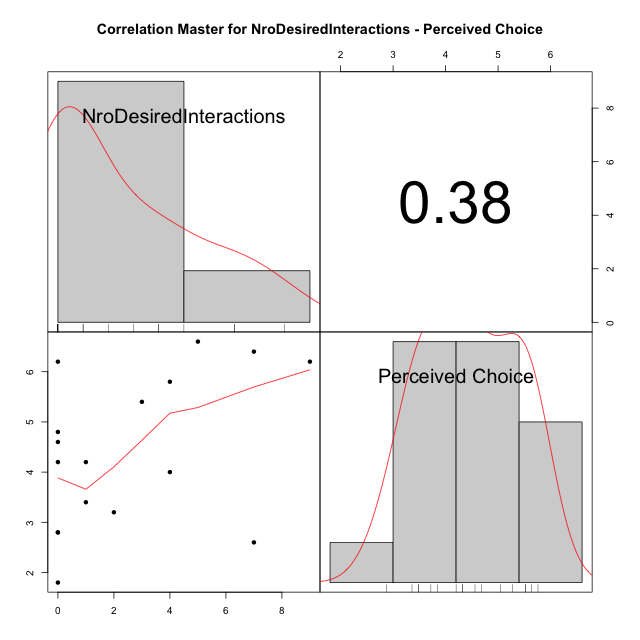 Correlation Master for NroDesiredInteractions - Perceived Choice
2 3 4 5 6
NroDesiredInteractions
0.38
8
6
4
2
0
Perceived Choice
6
5
4
3
2
0 2 4 6 8